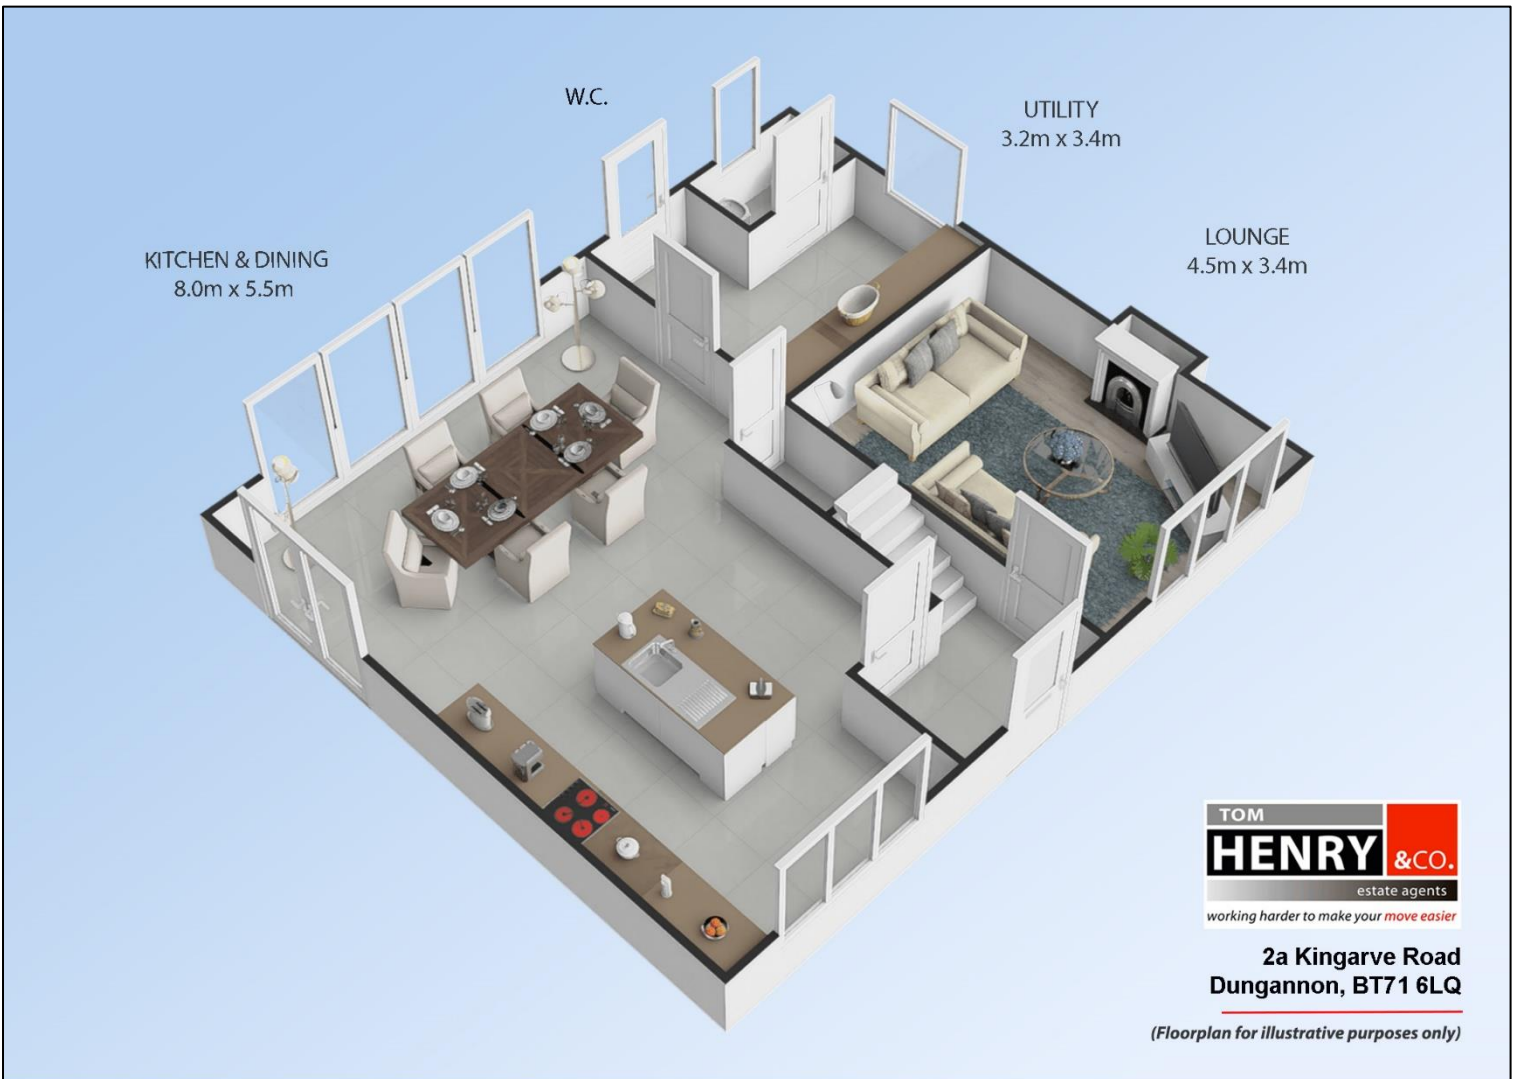 W.C.
UTILITY
3.2m x 3.4m
LOUNGE
4.5m x 3.4m
KITCHEN & DINING
8.0m x 5.5m
TOM
HENRY &CO.
estate agents
working harder to make your move easier
2a Kingarve Road
Dungannon, BT71 6LQ
(Floorplan for illustrative purposes only)